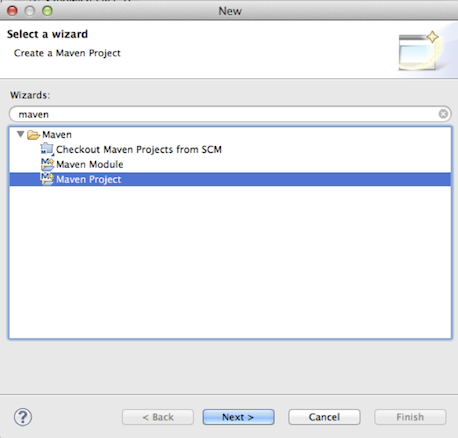 New
Select a wizard
Create a Maven Project
Wizards:
maven
Maven
Checkout Maven Projects from SCM
Maven Module
Maven Project
?
< Back
Next >
Cancel
Finish